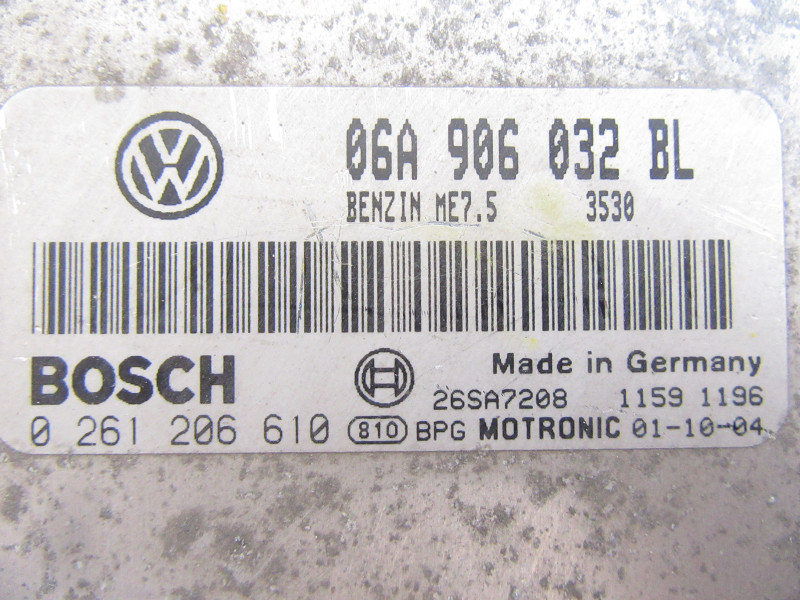 06A 906 032 BL
BENZIN ME7.5 3530
BOSCH
Made in Germany
26SA7208 1159 1196
0 261 206 610 810 BPG MOTRONIC 01-10-04